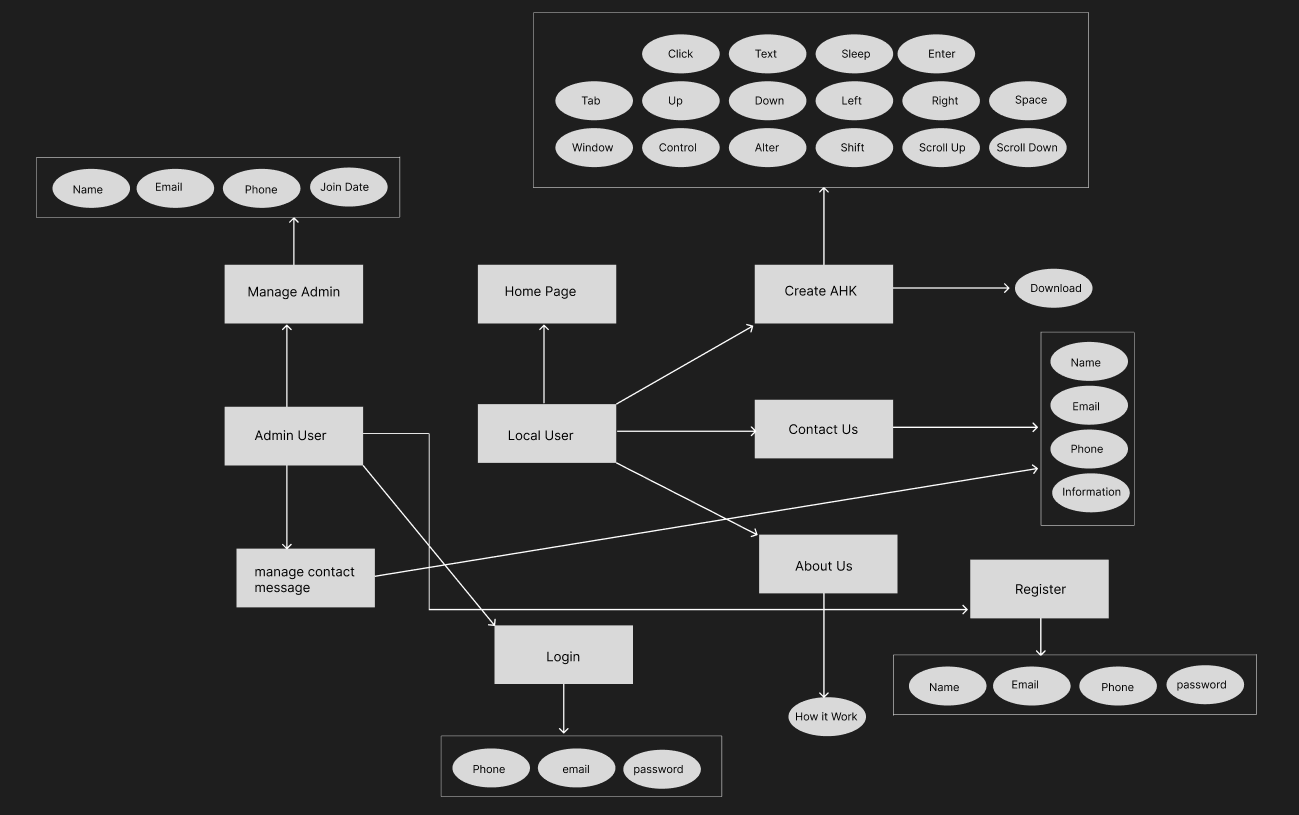 Click
Text
Sleep
Enter
Tab
Up
Down
Left
Right
Space
Window
Control
Alter
Shift
Scroll Up
Scroll Down
Name
Email
Phone
Join Date
Manage Admin
Home Page
Create AHK
Download
Name
Email
Phone
Information
Admin User
Local User
Contact Us
manage contact
message
About Us
Register
Login
Name
Email
Phone
password
How it Work
Phone
email
password